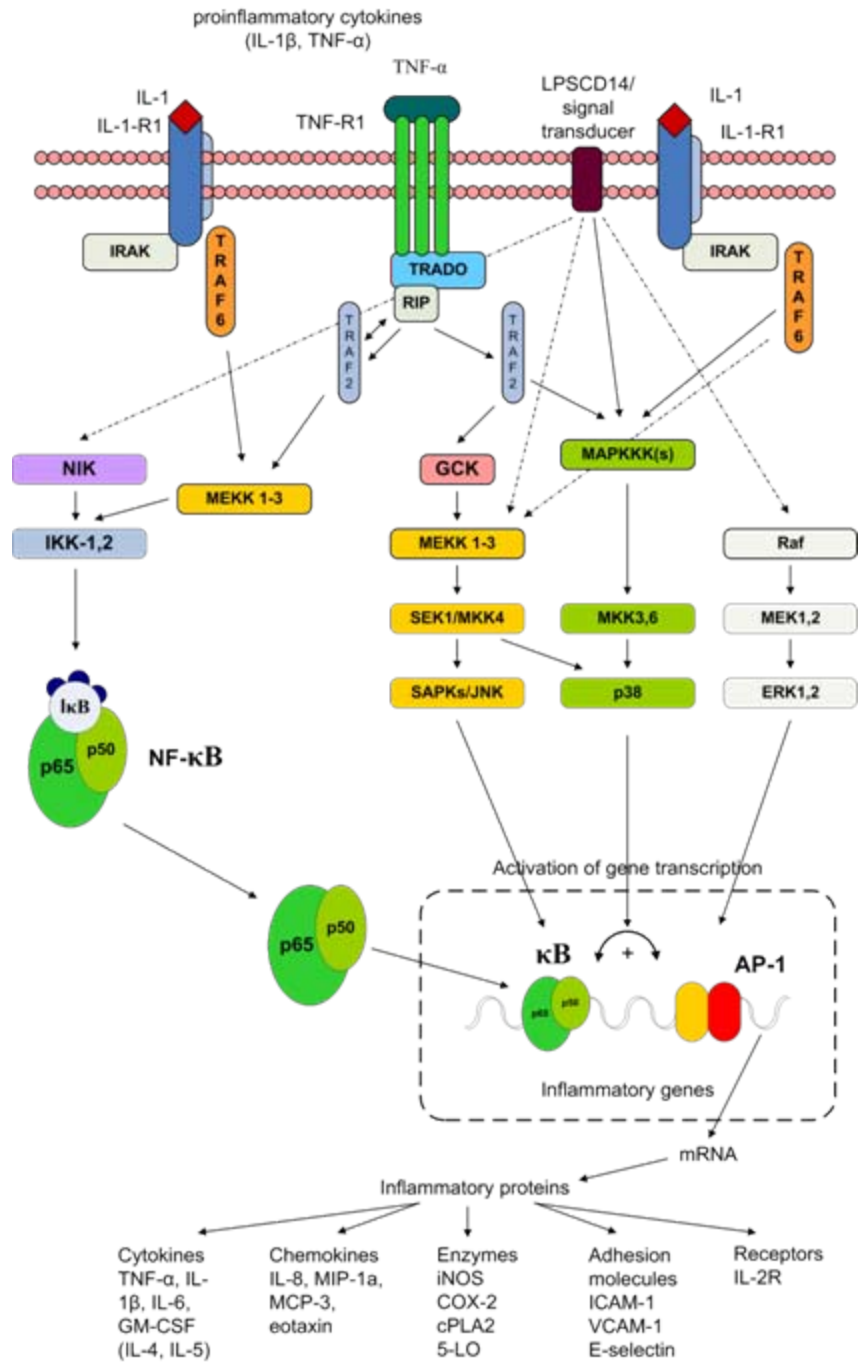 proinflammatory cytokines
(IL-1β, TNF-α)
TNF-α
IL-1
IL-1-R1
TNF-R1
LPSCD14/
signal
transducer
IL-1
IL-1-R1
IRAK
TRAF6
TRADO
RIP
TRAF2
TRAF2
IRAK
TRAF6
NIK
MEKK 1-3
GCK
MAPKKK(s)
IKK-1,2
MEKK 1-3
Raf
SEK1/MKK4
MKK3,6
MEK1,2
SAPKs/JNK
p38
ERK1,2
IκB
p65
p50
NF-κB
Activation of gene transcription
p65
p50
κB
+
AP-1
p65
p50
Inflammatory genes
mRNA
Inflammatory proteins
Cytokines
TNF-α, IL-
1β, IL-6,
GM-CSF
(IL-4, IL-5)
Chemokines
IL-8, MIP-1a,
MCP-3,
eotaxin
Enzymes
iNOS
COX-2
cPLA2
5-LO
Adhesion
molecules
ICAM-1
VCAM-1
E-selectin
Receptors
IL-2R